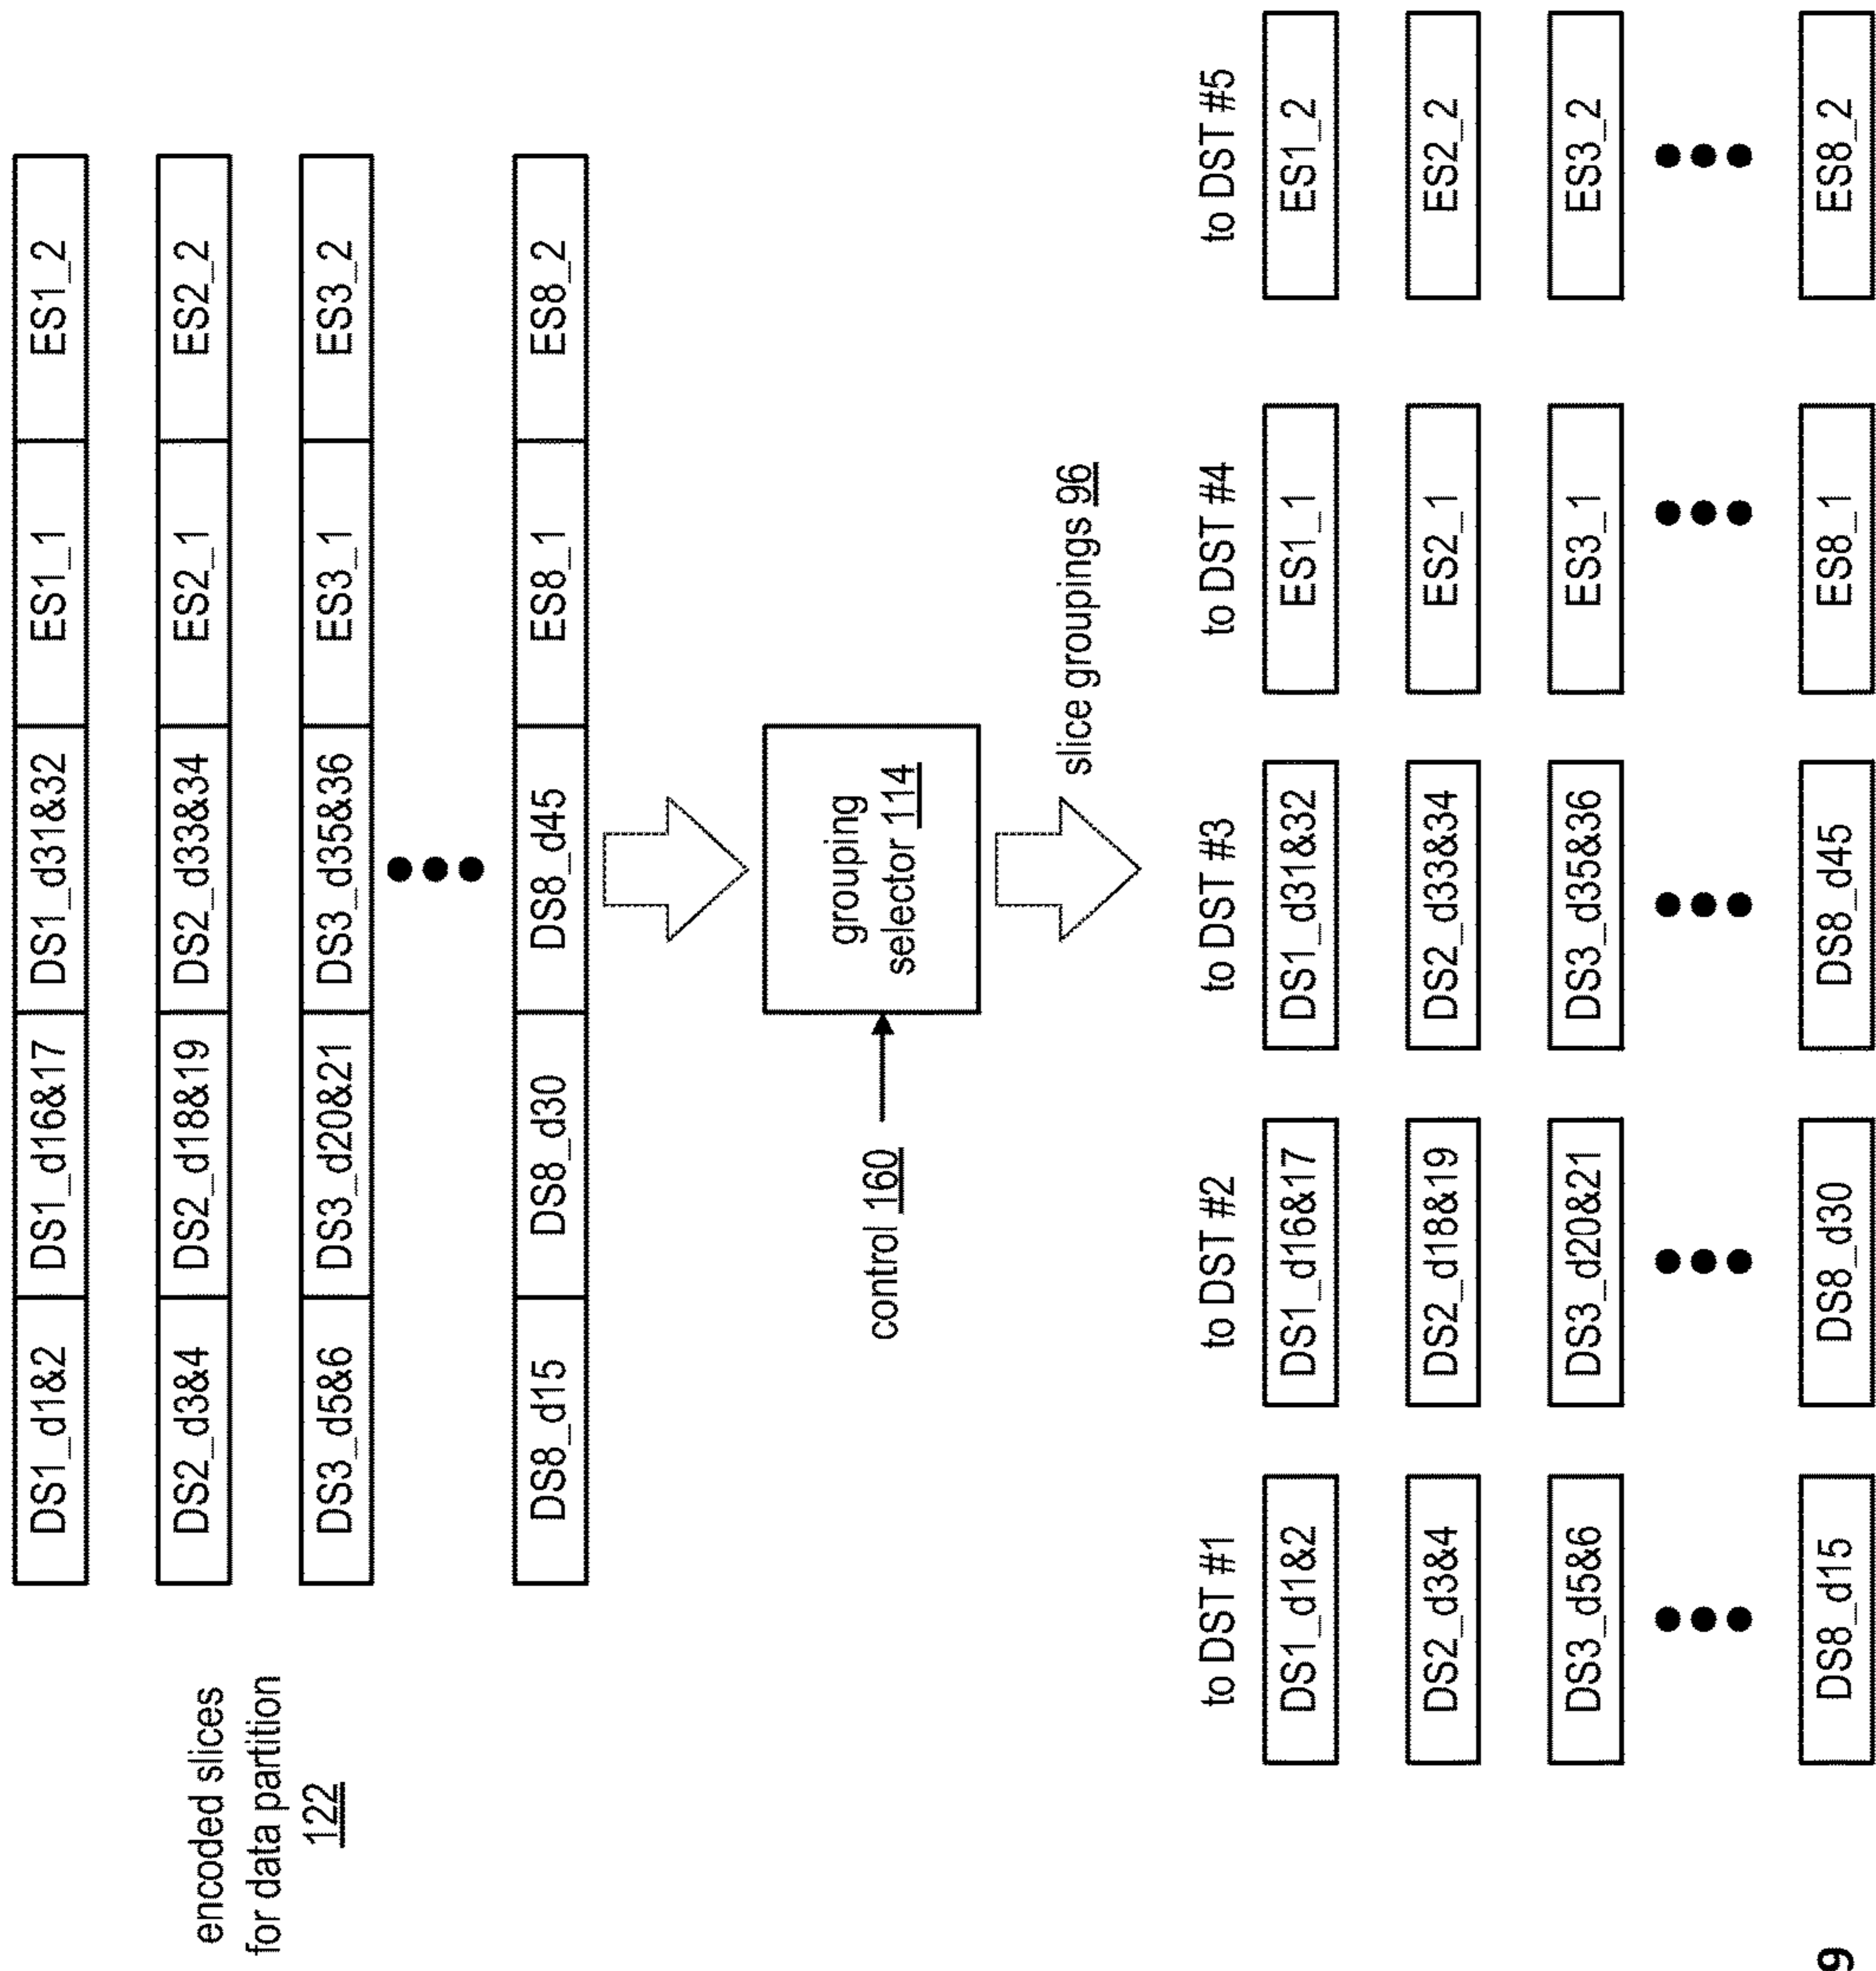 encoded slices
for data partition
122
DS1_d1&2 DS1_d16&17 DS1_d31&32 ES1_1 ES1_2
DS2_d3&4 DS2_d18&19 DS2_d33&34 ES2_1 ES2_2
DS3_d5&6 DS3_d20&21 DS3_d35&36 ES3_1 ES3_2
DS8_d15 DS8_d30 DS8_d45 ES8_1 ES8_2
control 160
grouping
selector 114
slice groupings 96
to DST #1 to DST #2 to DST #3 to DST #4 to DST #5
DS1_d1&2 DS1_d16&17 DS1_d31&32 ES1_1 ES1_2
DS2_d3&4 DS2_d18&19 DS2_d33&34 ES2_1 ES2_2
DS3_d5&6 DS3_d20&21 DS3_d35&36 ES3_1 ES3_2
DS8_d15 DS8_d30 DS8_d45 ES8_1 ES8_2
9